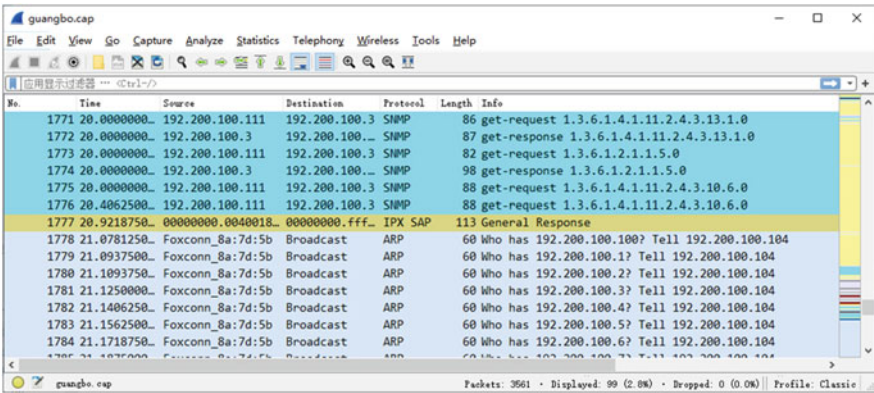 guangbo.cap
File Edit View Go Capture Analyze Statistics Telephony Wireless Tools Help
应用显示过滤器 … <Ctrl-/>
No. Time Source Destination Protocol Length Info
1771 20.0000000… 192.200.100.111 192.200.100.3 SNMP 86 get-request 1.3.6.1.4.1.11.2.4.3.13.1.0
1772 20.0000000… 192.200.100.3 192.200.100.… SNMP 87 get-response 1.3.6.1.4.1.11.2.4.3.13.1.0
1773 20.0000000… 192.200.100.111 192.200.100.3 SNMP 82 get-request 1.3.6.1.2.1.1.5.0
1774 20.0000000… 192.200.100.3 192.200.100.… SNMP 98 get-response 1.3.6.1.2.1.1.5.0
1775 20.0000000… 192.200.100.111 192.200.100.3 SNMP 88 get-request 1.3.6.1.4.1.11.2.4.3.10.6.0
1776 20.4062500… 192.200.100.111 192.200.100.3 SNMP 88 get-request 1.3.6.1.4.1.11.2.4.3.10.6.0
1777 20.9218750… 00000000.0040018… 00000000.fff… IPX SAP 113 General Response
1778 21.0781250… Foxconn_8a:7d:5b Broadcast ARP 60 Who has 192.200.100.100? Tell 192.200.100.104
1779 21.0937500… Foxconn_8a:7d:5b Broadcast ARP 60 Who has 192.200.100.1? Tell 192.200.100.104
1780 21.1093750… Foxconn_8a:7d:5b Broadcast ARP 60 Who has 192.200.100.2? Tell 192.200.100.104
1781 21.1250000… Foxconn_8a:7d:5b Broadcast ARP 60 Who has 192.200.100.3? Tell 192.200.100.104
1782 21.1406250… Foxconn_8a:7d:5b Broadcast ARP 60 Who has 192.200.100.4? Tell 192.200.100.104
1783 21.1562500… Foxconn_8a:7d:5b Broadcast ARP 60 Who has 192.200.100.5? Tell 192.200.100.104
1784 21.1718750… Foxconn_8a:7d:5b Broadcast ARP 60 Who has 192.200.100.6? Tell 192.200.100.104
guangbo.cap Packets: 3561 · Displayed: 99 (2.8%) · Dropped: 0 (0.0%) Profile: Classic